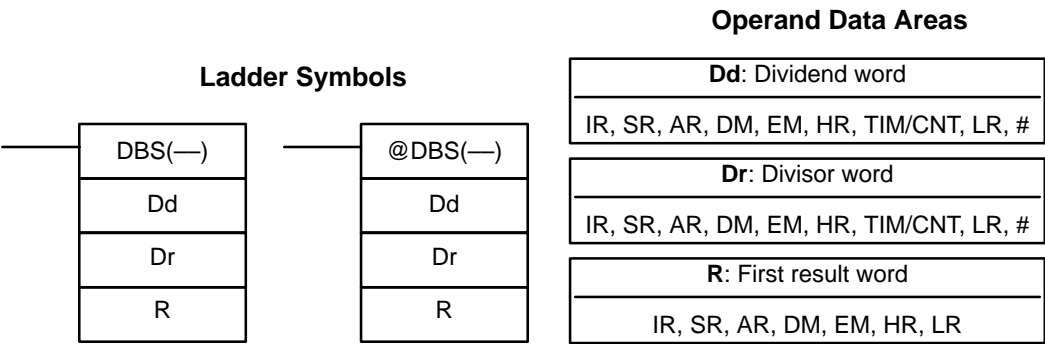 Operand Data Areas
Ladder Symbols
DBS(—)
Dd
Dr
R
@DBS(—)
Dd
Dr
R
Dd: Dividend word
IR, SR, AR, DM, EM, HR, TIM/CNT, LR, #
Dr: Divisor word
IR, SR, AR, DM, EM, HR, TIM/CNT, LR, #
R: First result word
IR, SR, AR, DM, EM, HR, LR